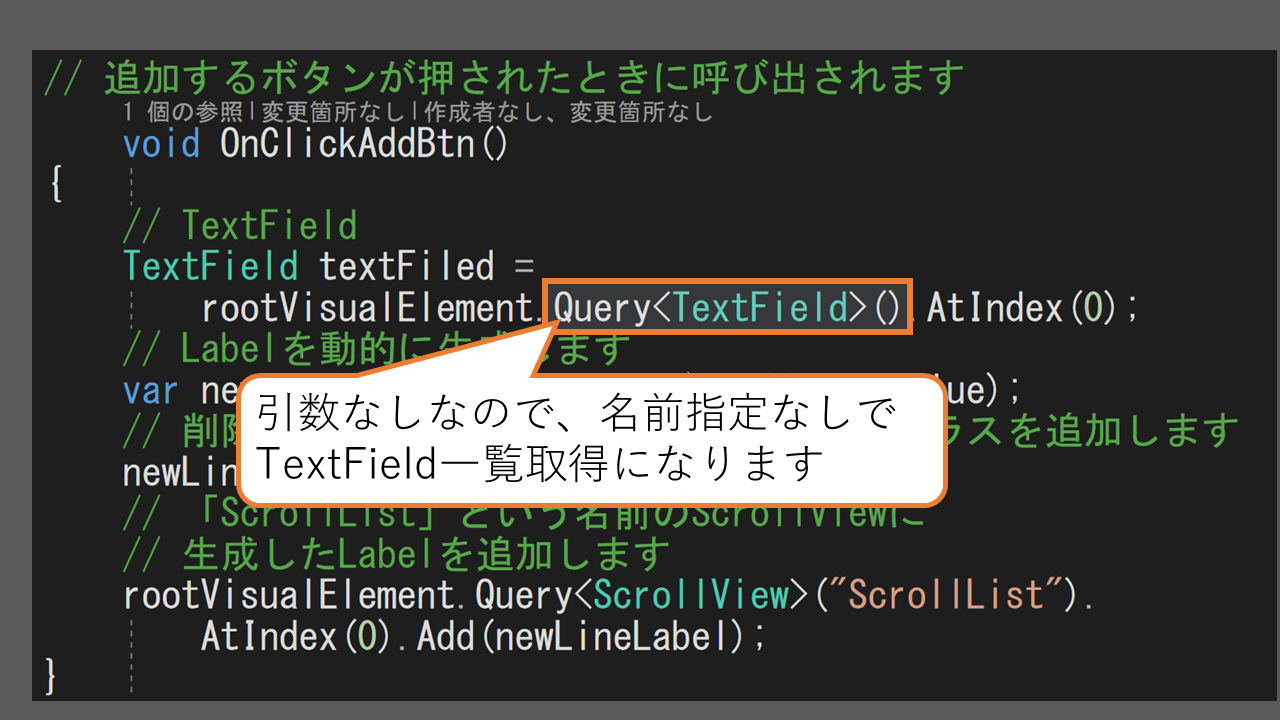 // 追加するボタンが押されたときに呼び出されます
1 個の参照|変更箇所なし|作成者なし、変更箇所なし
void OnClickAddBtn()
{
// TextField
TextField textFiled =
rootVisualElement.Query<TextField>().AtIndex(0);
// Labelを動的に生成します
var ne ue);
引数なしなので、名前指定なしで
TextField一覧取得になります
// 削除 ラスを追加します
newLin
// 「ScrollList」という名前のScrollViewに
// 生成したLabelを追加します
rootVisualElement.Query<ScrollView>("ScrollList").
AtIndex(0).Add(newLineLabel);
}